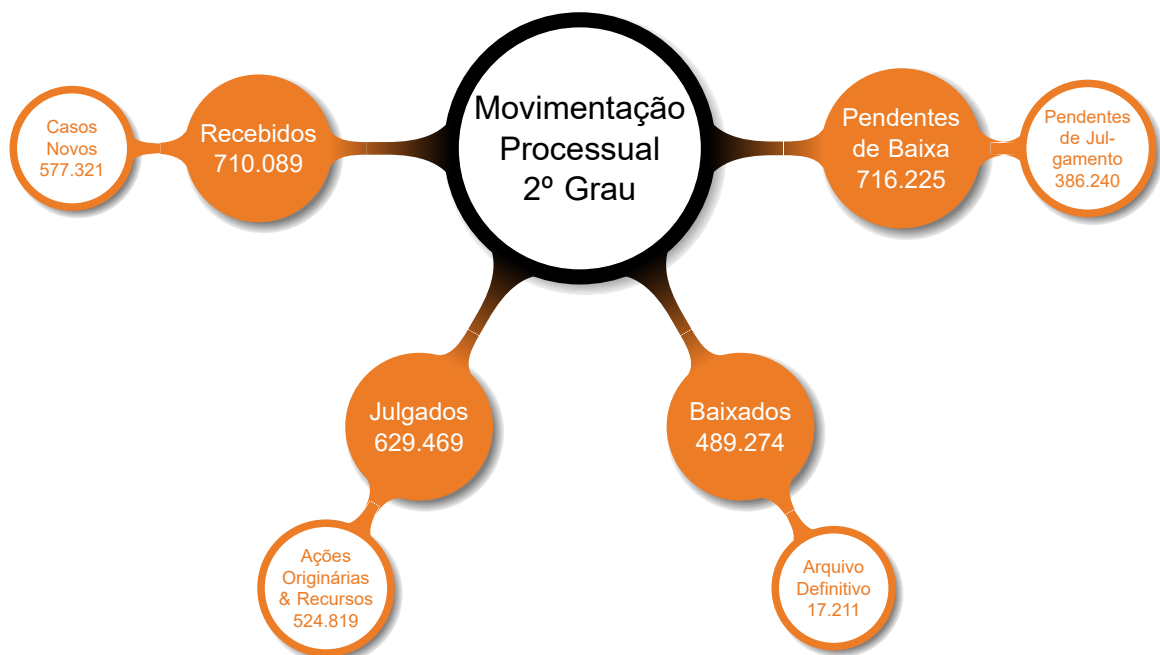 Movimentação
Processual
2º Grau
Casos
Novos
577.321
Recebidos
710.089
Pendentes
de Baixa
716.225
Pendentes
de Jul-
gamento
386.240
Julgados
629.469
Baixados
489.274
Ações
Originárias
& Recursos
524.819
Arquivo
Definitivo
17.211